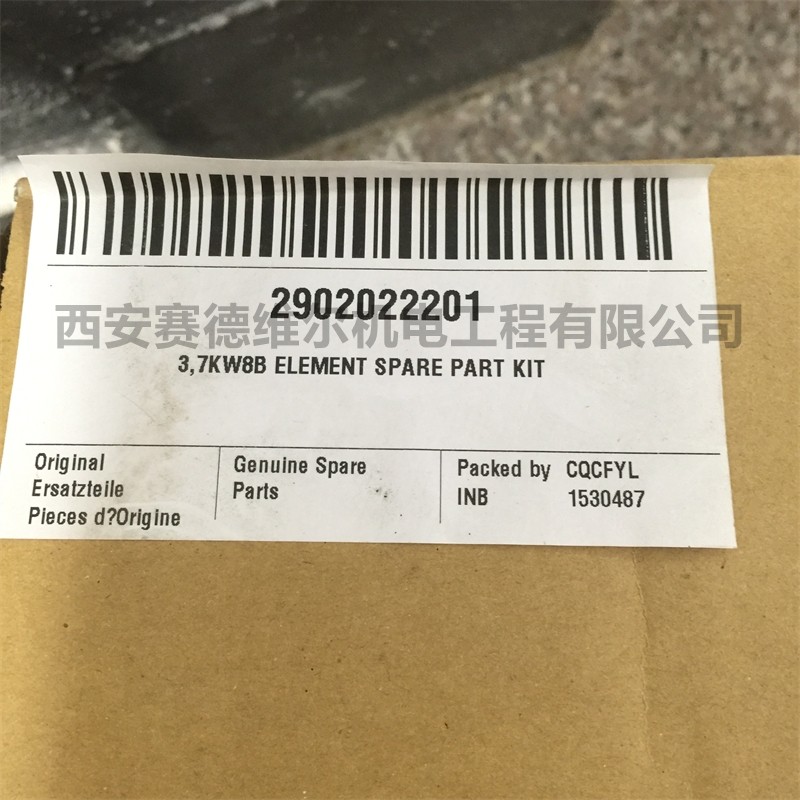 2902022201
西安赛德维尔机电工程有限公司
3,7KW8B ELEMENT SPARE PART KIT
Original
Ersatzteile
Pieces d?Origine
Genuine Spare
Parts
Packed by CQCFYL
INB 1530487